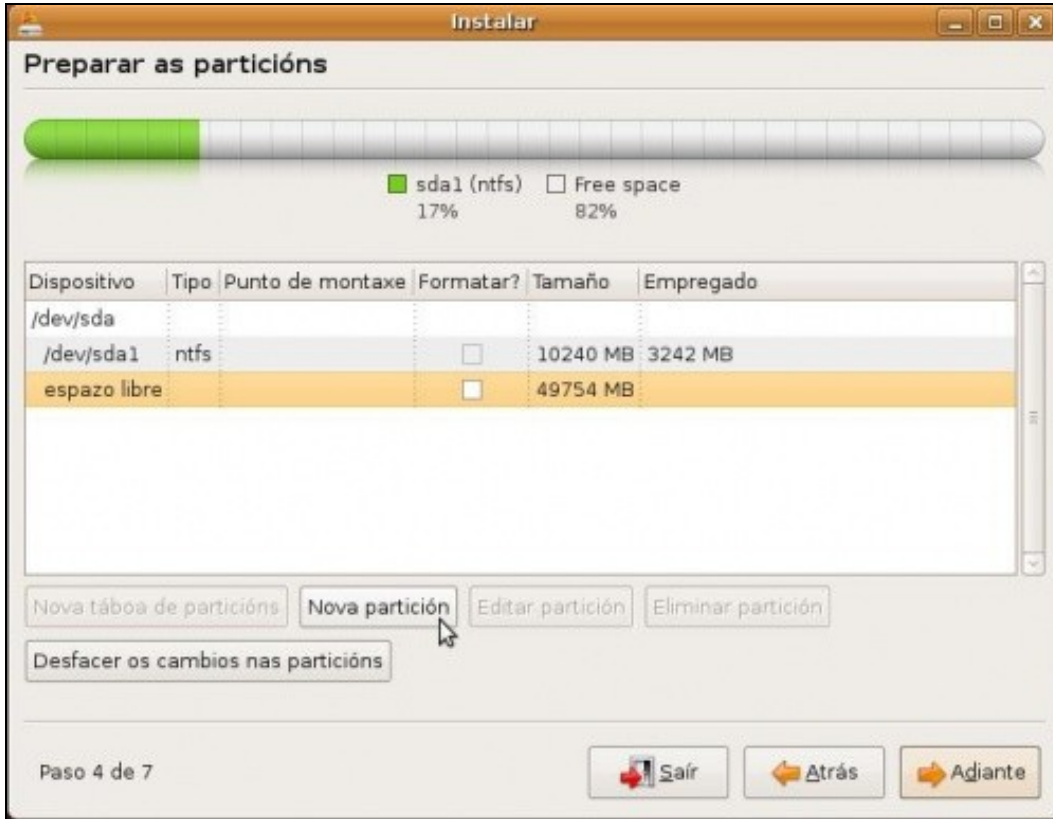 Instalar
Preparar as particións
sda1 (ntfs) Free space
17% 82%
Dispositivo Tipo Punto de montaxe Formatar? Tamaño Empregado
/dev/sda
/dev/sda1 ntfs 10240 MB 3242 MB
espazo libre 49754 MB
Nova táboa de particións Nova partición Editar partición Eliminar partición
Desfacer os cambios nas particións
Paso 4 de 7 Saír Atrás Adiante